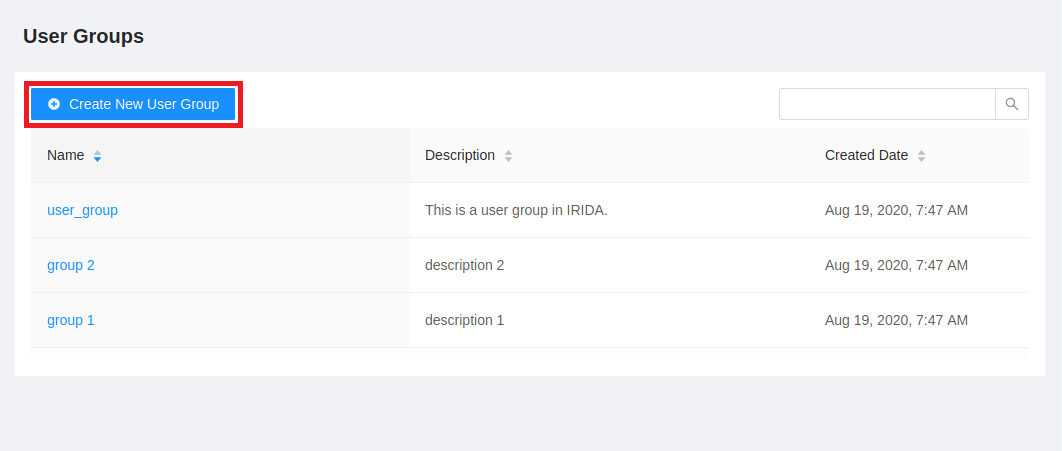 User Groups
Create New User Group
Name Description Created Date
user_group This is a user group in IRIDA. Aug 19, 2020, 7:47 AM
group 2 description 2 Aug 19, 2020, 7:47 AM
group 1 description 1 Aug 19, 2020, 7:47 AM